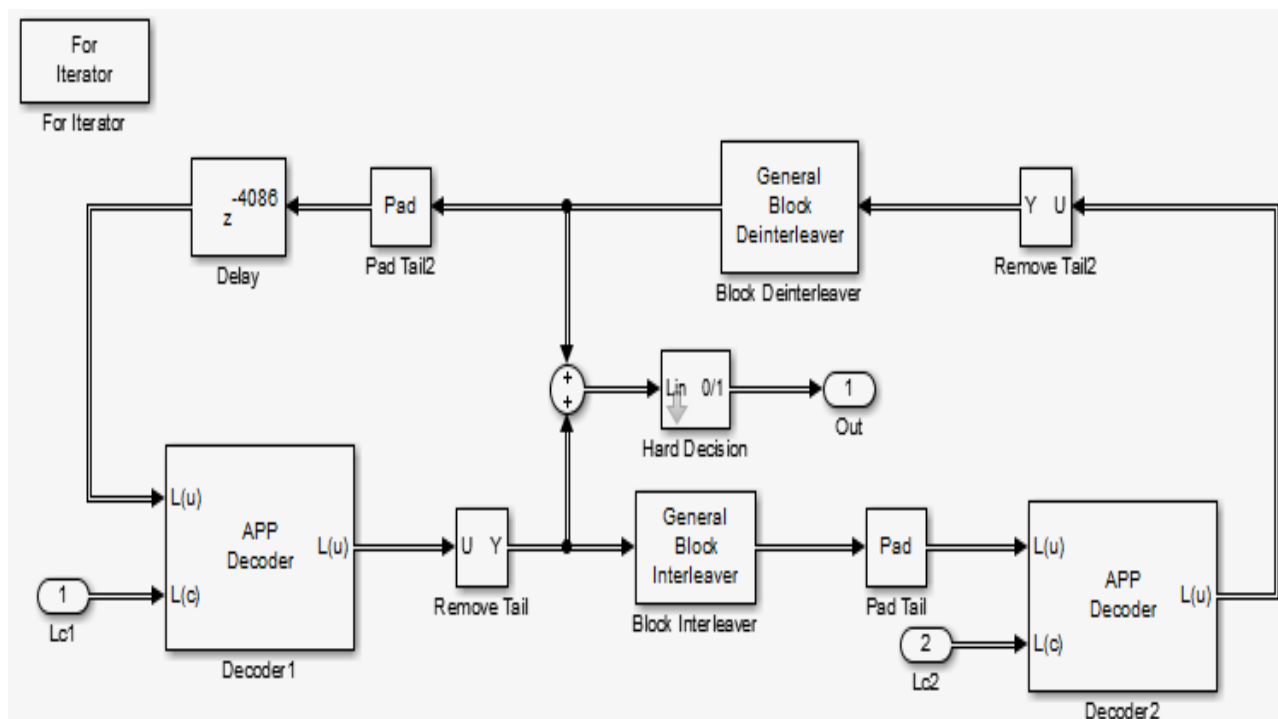 For
Iterator
For Iterator
-4086
z
Delay
Pad
Pad Tail2
General
Block
Deinterleaver
Block Deinterleaver
Y U
Remove Tail2
+
+
Lin 0/1
Hard Decision
1
Out
L(u)
APP
Decoder
L(u)
L(c)
Decoder1
1
Lc1
U Y
Remove Tail
General
Block
Interleaver
Block Interleaver
Pad
Pad Tail
L(u)
APP
Decoder
L(u)
L(c)
Decoder2
2
Lc2